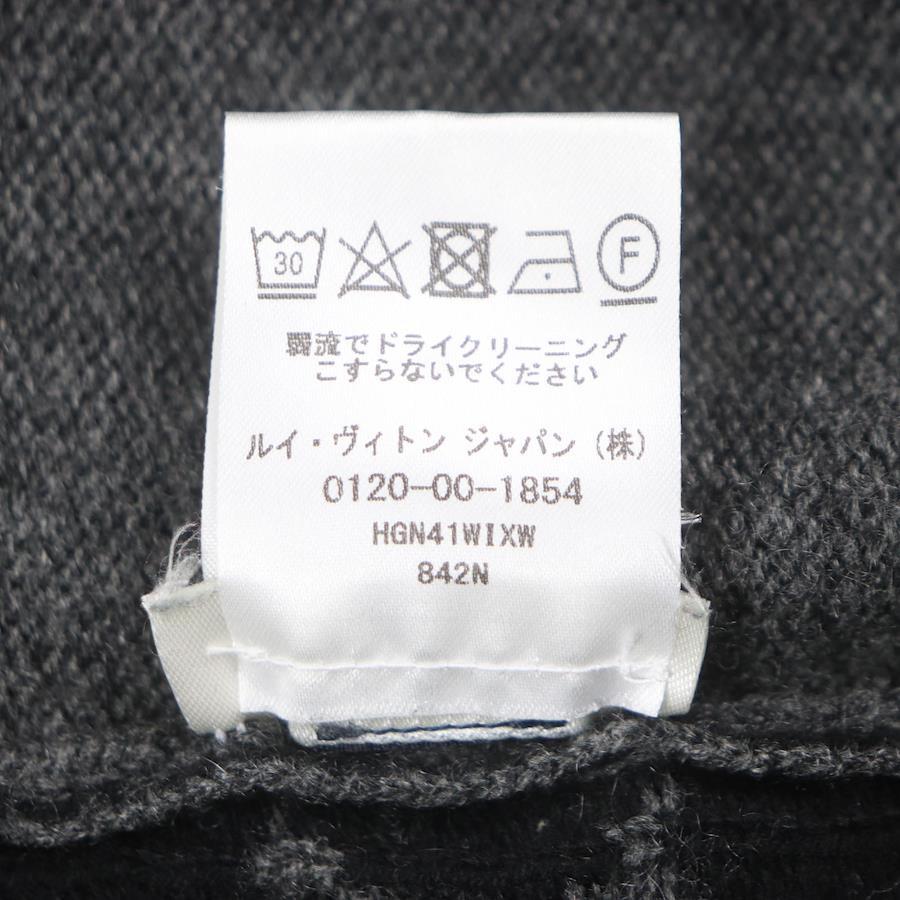 30 F
弱流でドライクリーニング
こすらないでください
ルイ・ヴィトン ジャパン (株)
0120-00-1854
HGN41WIXW
842N